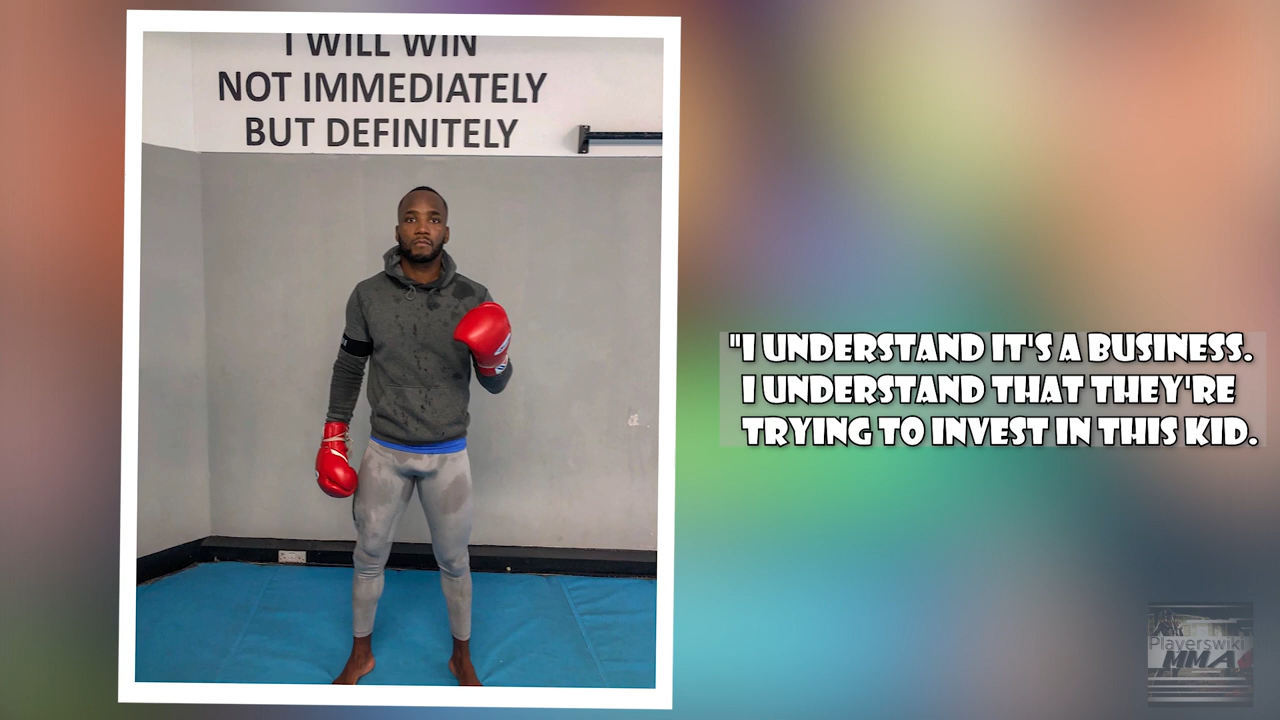 I WILL WIN
NOT IMMEDIATELY
BUT DEFINITELY
"I UNDERSTAND IT'S A BUSINESS.
I UNDERSTAND THAT THEY'RE
TRYING TO INVEST IN THIS KID.
Playerswiki
MMA